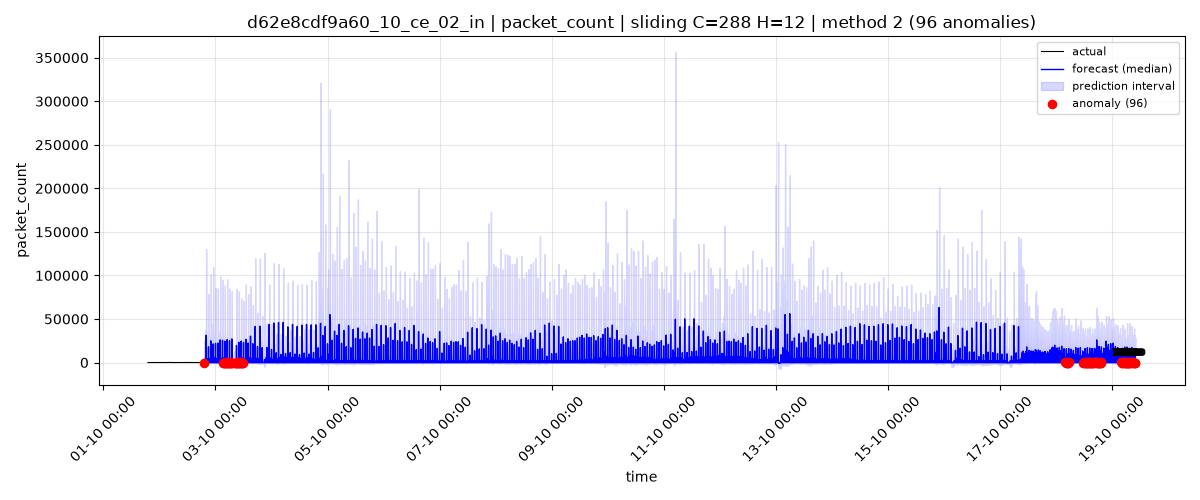 d62e8cdf9a60_10_ce_02_in | packet_count | sliding C=288 H=12 | method 2 (96 anomalies)
actual
forecast (median)
prediction interval
anomaly (96)
packet_count
350000
300000
250000
200000
150000
100000
50000
0
01-10 00:00
03-10 00:00
05-10 00:00
07-10 00:00
09-10 00:00
11-10 00:00
13-10 00:00
15-10 00:00
17-10 00:00
19-10 00:00
time